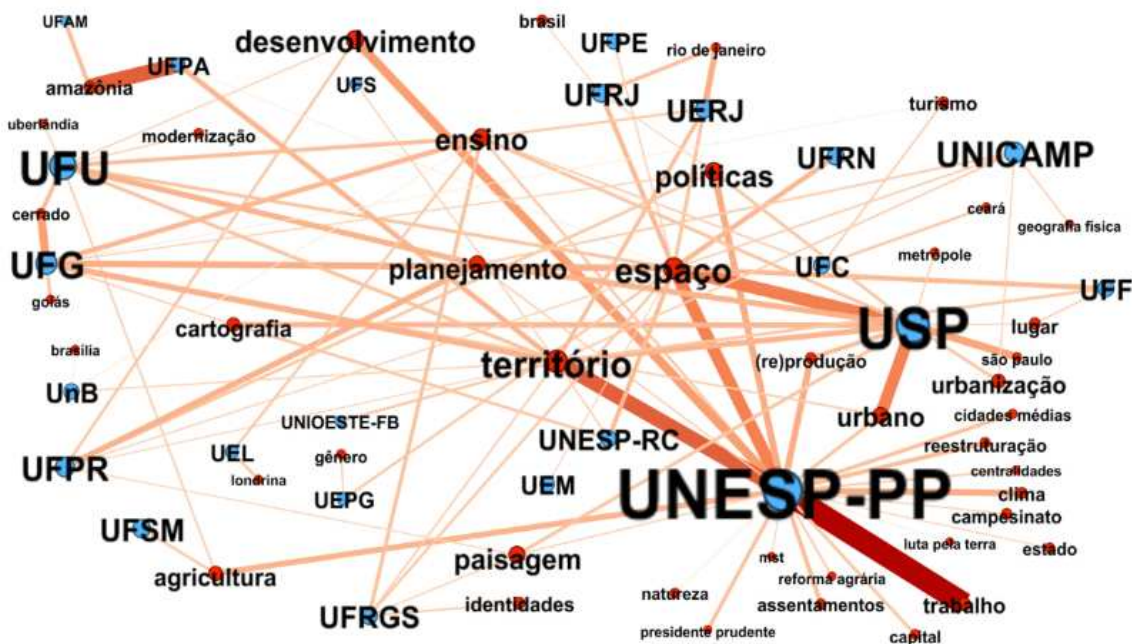 UFAM
desenvolvimento
brasil
UFPE
rio de janeiro
UFPA
amazônia
UFS
UFRJ
UERJ
turismo
uberlândia
modernização
ensino
UFU
políticas
UFRN
UNICAMP
cerrado
ceará
geografia física
UFG
planejamento
espaço
UFC
metrópole
UFF
goiás
cartografia
USP
lugar
brasília
território
(re)produção
são paulo
UnB
urbanização
UNIOESTE-FB
urbano
cidades médias
UFPR
UEL
gênero
UNESP-RC
reestruturação
londrina
UEPG
UEM
UNESP-PP
centralidades
clima
campesinato
UFSM
luta pela terra
estado
agricultura
paisagem
mst
reforma agrária
natureza
assentamentos
trabalho
UFRGS
identidades
presidente prudente
capital